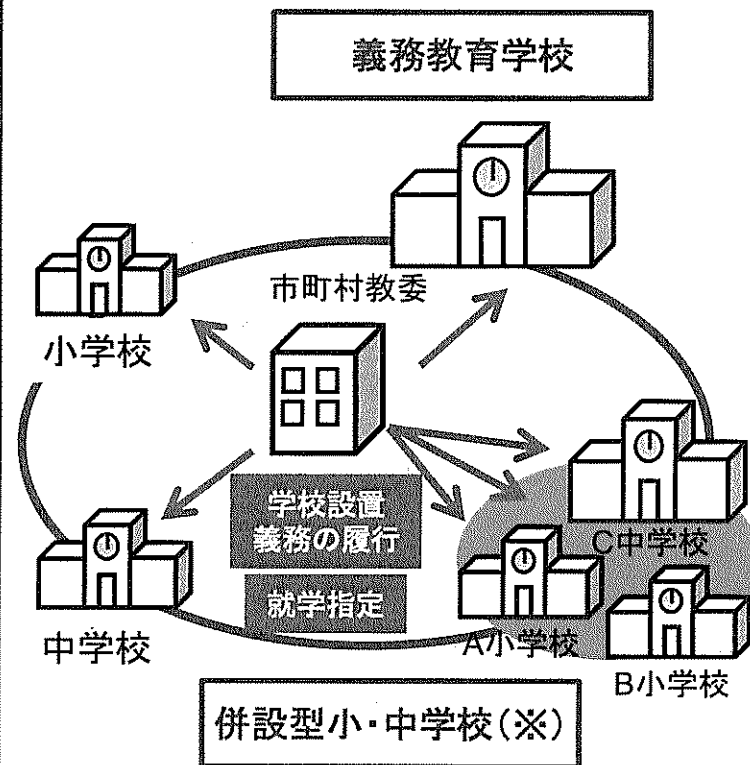 義務教育学校
市町村教委
小学校
学校設置
義務の履行
就学指定
C中学校
中学校
A小学校
B小学校
併設型小・中学校(※)